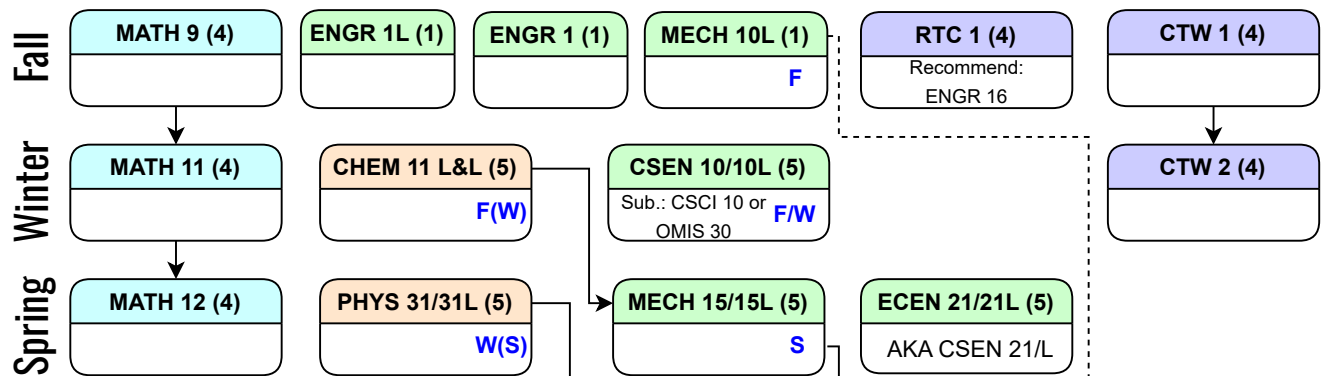 Fall
MATH 9 (4)
ENGR 1L (1)
ENGR 1 (1)
MECH 10L (1)
F
RTC 1 (4)
Recommend:
ENGR 16
CTW 1 (4)
Winter
MATH 11 (4)
CHEM 11 L&L (5)
F(W)
CSEN 10/10L (5)
Sub.: CSCI 10 or
OMIS 30
F/W
CTW 2 (4)
Spring
MATH 12 (4)
PHYS 31/31L (5)
W(S)
MECH 15/15L (5)
S
ECEN 21/21L (5)
AKA CSEN 21/L